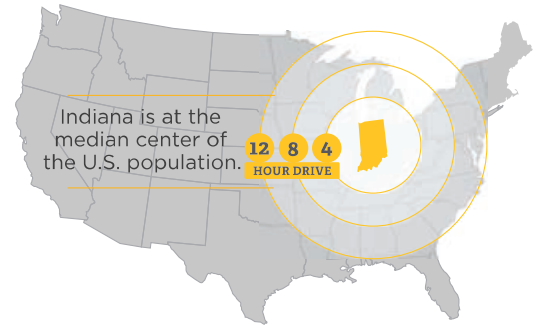 Indiana is at the
median center of
the U.S. population.
12 8 4
HOUR DRIVE